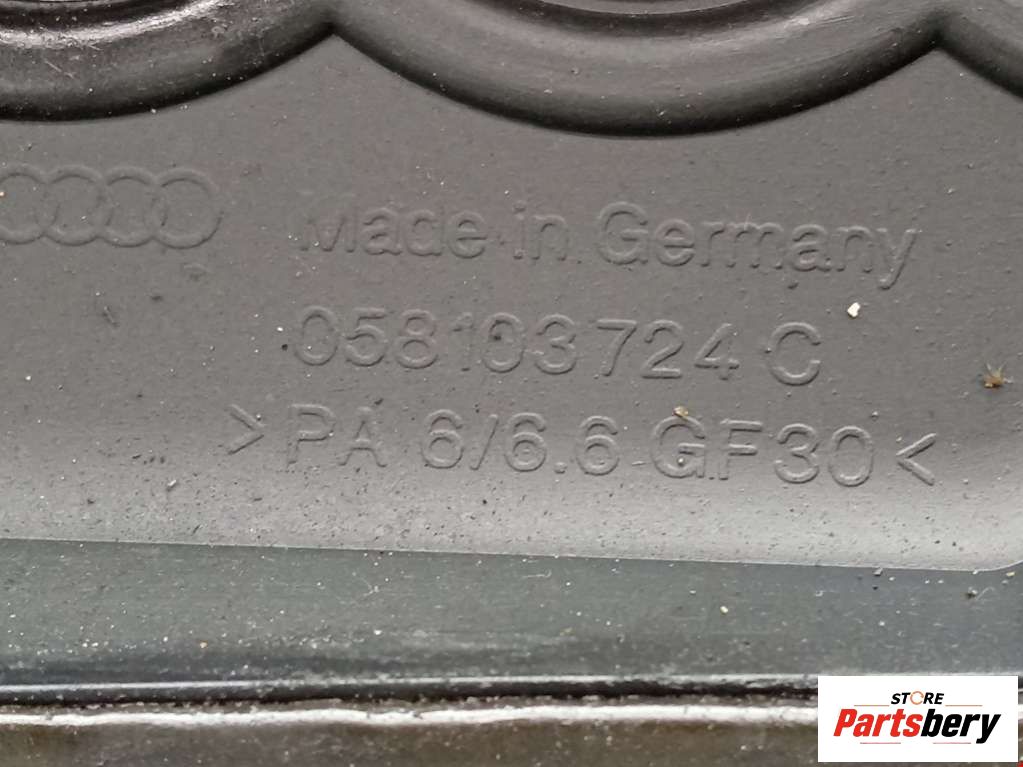 Made in Germany
058103724 C
>PA 6/6.6 GF30<
STORE
Partsbery